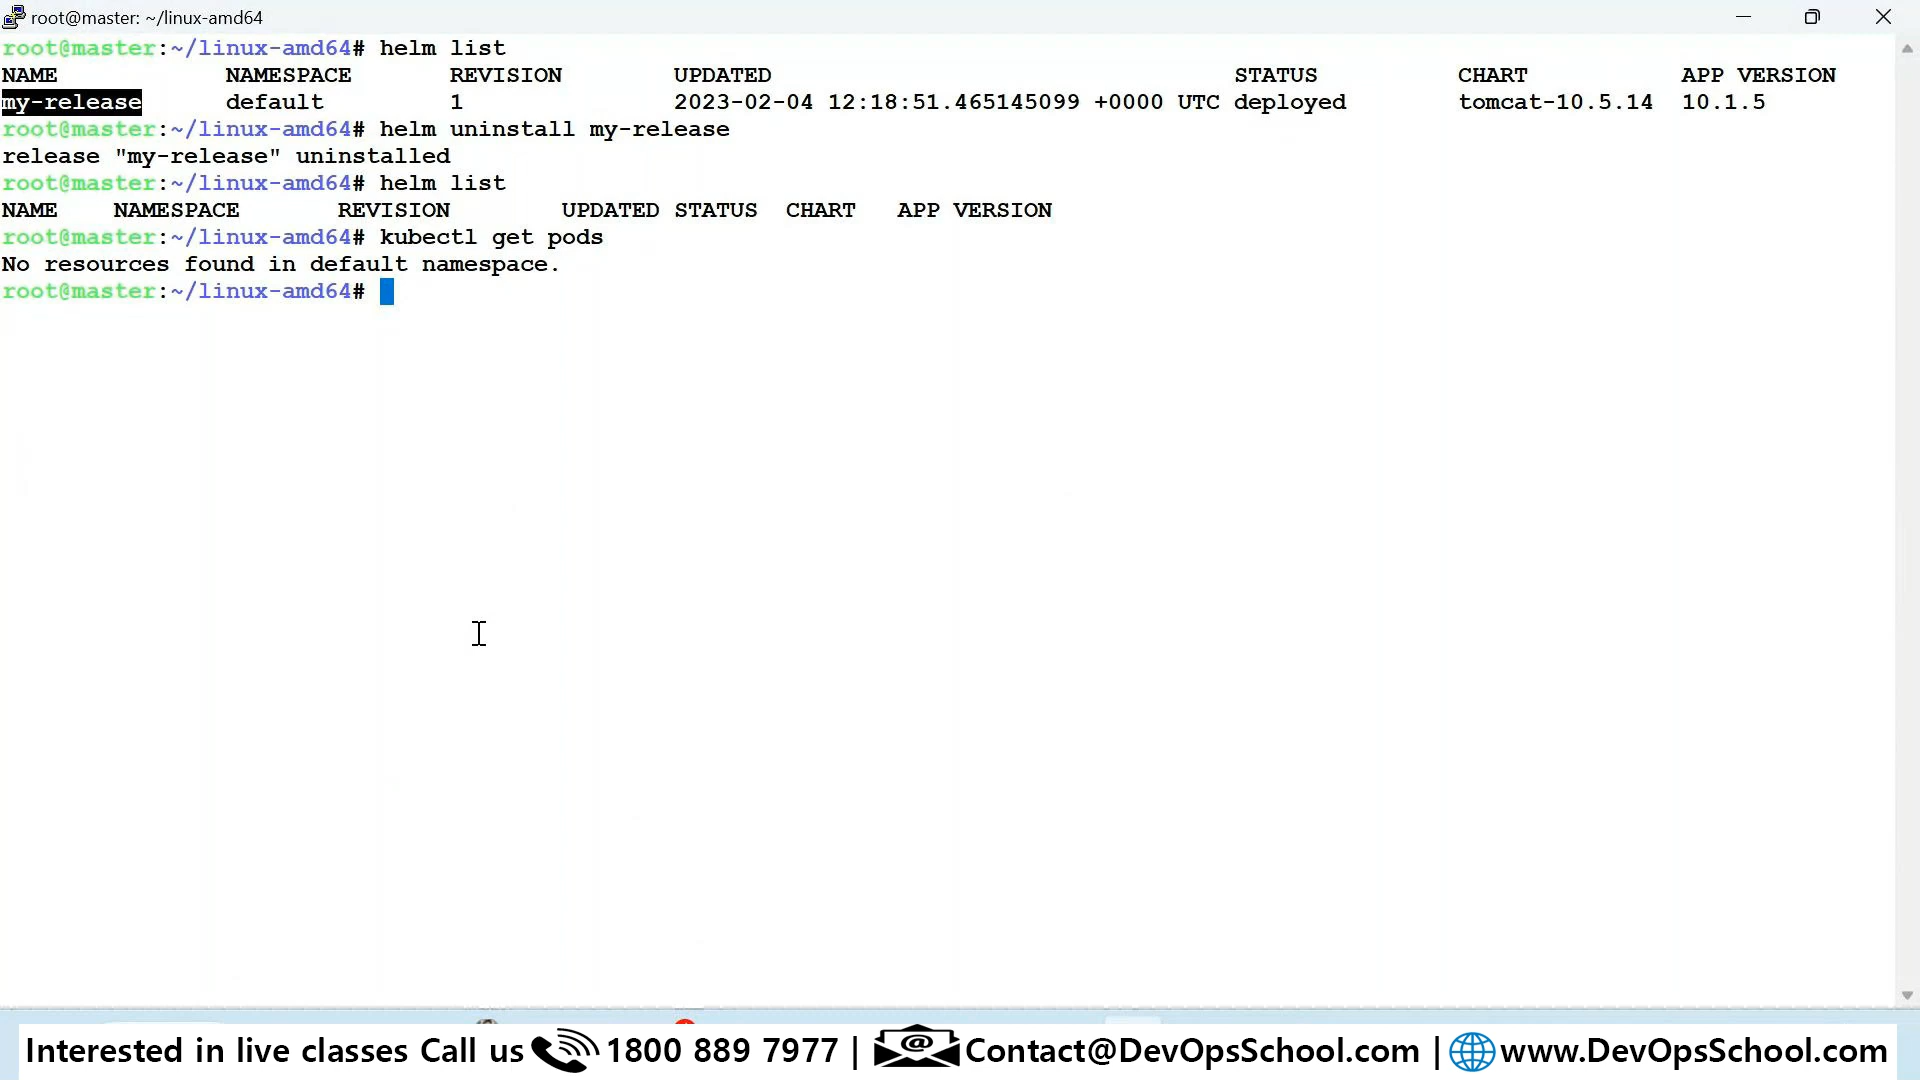 root@master: ~/linux-amd64
root@master:~/linux-amd64# helm list
NAME NAMESPACE REVISION UPDATED STATUS CHART APP VERSION
my-release default 1 2023-02-04 12:18:51.465145099 +0000 UTC deployed tomcat-10.5.14 10.1.5
root@master:~/linux-amd64# helm uninstall my-release
release "my-release" uninstalled
root@master:~/linux-amd64# helm list
NAME NAMESPACE REVISION UPDATED STATUS CHART APP VERSION
root@master:~/linux-amd64# kubectl get pods
No resources found in default namespace.
root@master:~/linux-amd64#
Interested in live classes Call us 1800 889 7977 | Contact@DevOpsSchool.com | www.DevOpsSchool.com